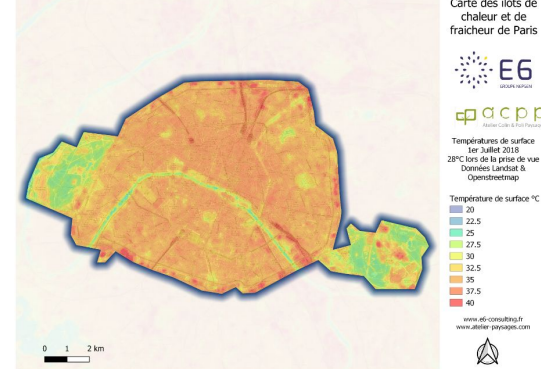 Carte des îlots de
chaleur et de
fraicheur de Paris
E6
GROUPE NEPSEN
acpp
Atelier Colin & Poli Paysage
Températures de surface
1er Juillet 2018
28°C lors de la prise de vue
Données Landsat &
Openstreetmap
Température de surface °C
20
22.5
25
27.5
30
32.5
35
37.5
40
www.e6-consulting.fr
www.atelier-paysages.com
0 1 2 km